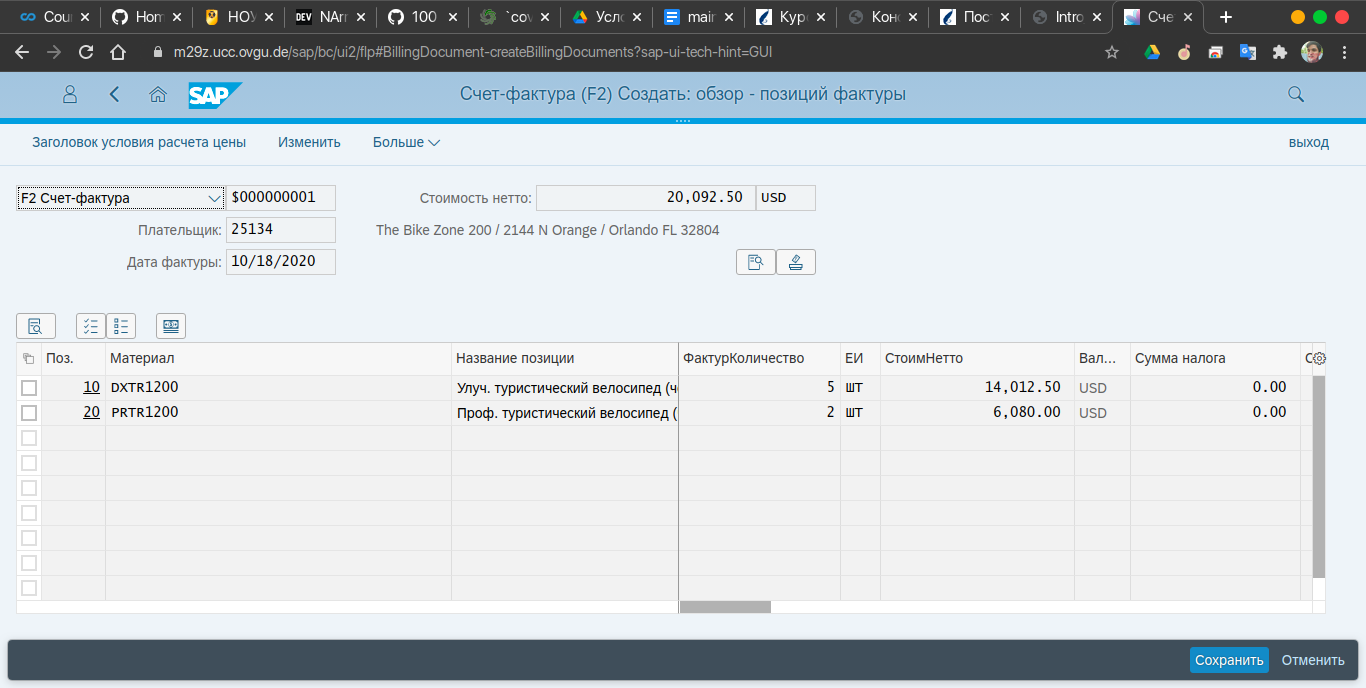 Cour
Hom
НОУ
NArr
100
`cov
Усло
mair
Кур
Кон
Пос
Intro
Сче
m29z.ucc.ovgu.de/sap/bc/ui2/flp#BillingDocument-createBillingDocuments?sap-ui-tech-hint=GUI
SAP
Счет-фактура (F2) Создать: обзор - позиций фактуры
Заголовок условия расчета цены
Изменить
Больше
выход
F2 Счет-фактура
$000000001
Стоимость нетто:
20,092.50
USD
Плательщик:
25134
The Bike Zone 200 / 2144 N Orange / Orlando FL 32804
Дата фактуры:
10/18/2020
Поз. Материал Название позиции ФактурКоличество ЕИ СтоимНетто Вал... Сумма налога С
10 DXTR1200 Улуч. туристический велосипед (ч 5 ШТ 14,012.50 USD 0.00
20 PRTR1200 Проф. туристический велосипед ( 2 ШТ 6,080.00 USD 0.00
Сохранить
Отменить